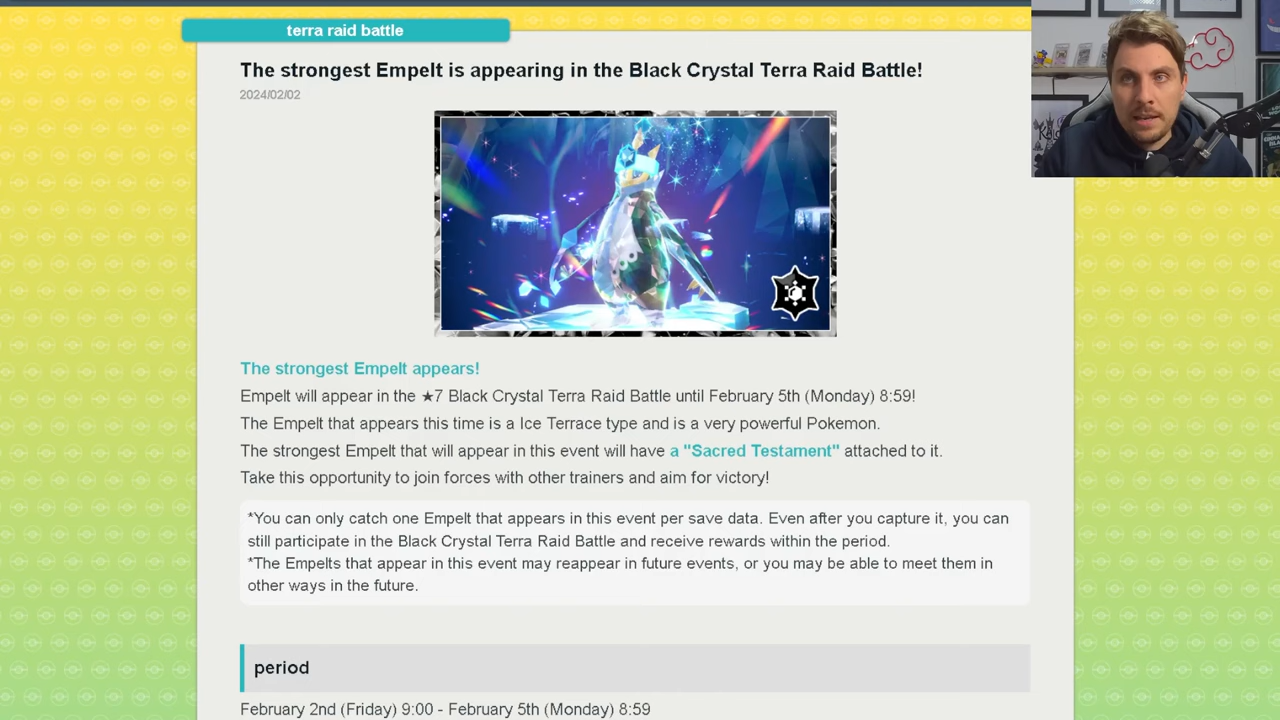 terra raid battle
The strongest Empelt is appearing in the Black Crystal Terra Raid Battle!
2024/02/02
The strongest Empelt appears!
Empelt will appear in the ★7 Black Crystal Terra Raid Battle until February 5th (Monday) 8:59!
The Empelt that appears this time is a Ice Terrace type and is a very powerful Pokemon.
The strongest Empelt that will appear in this event will have a "Sacred Testament" attached to it.
Take this opportunity to join forces with other trainers and aim for victory!
*You can only catch one Empelt that appears in this event per save data. Even after you capture it, you can
still participate in the Black Crystal Terra Raid Battle and receive rewards within the period.
*The Empelts that appear in this event may reappear in future events, or you may be able to meet them in
other ways in the future.
period
February 2nd (Friday) 9:00 - February 5th (Monday) 8:59